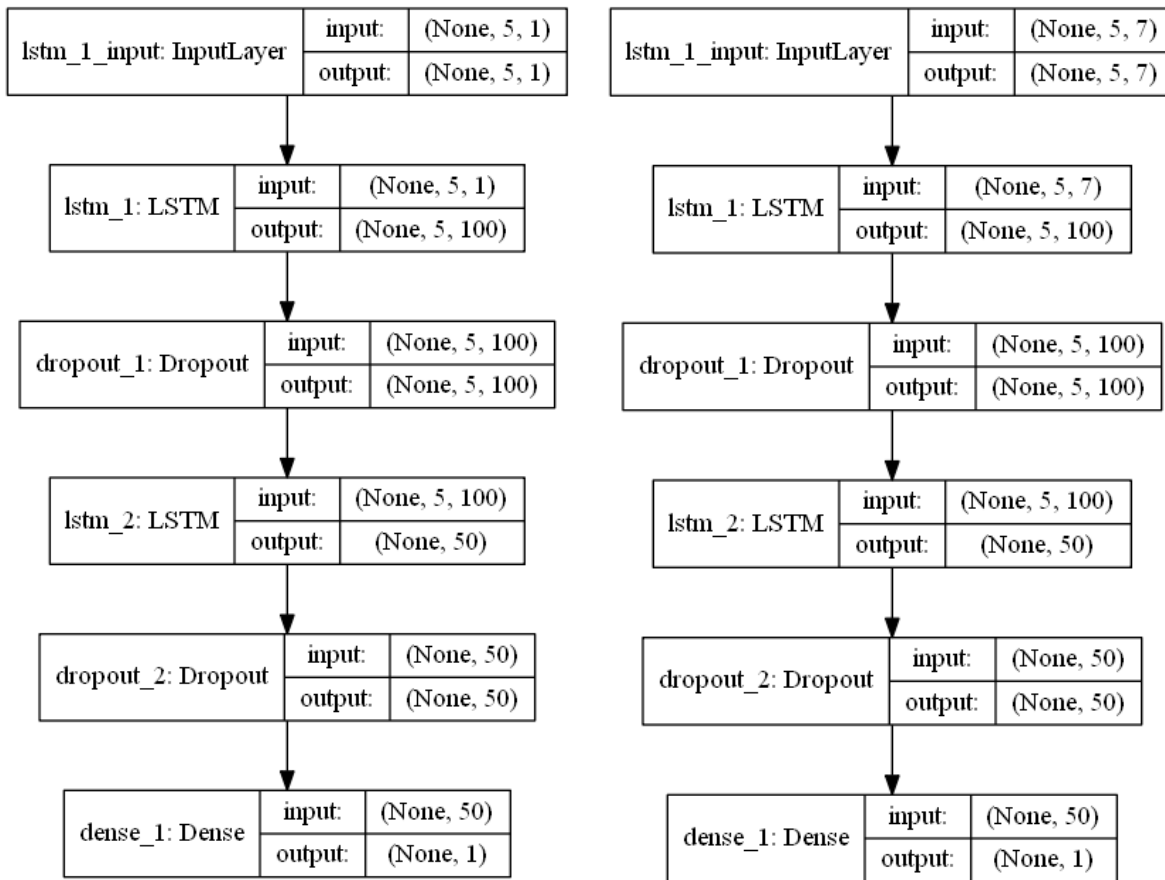 lstm_1_input: InputLayer
input: (None, 5, 1)
output: (None, 5, 1)
lstm_1: LSTM
input: (None, 5, 1)
output: (None, 5, 100)
dropout_1: Dropout
input: (None, 5, 100)
output: (None, 5, 100)
lstm_2: LSTM
input: (None, 5, 100)
output: (None, 50)
dropout_2: Dropout
input: (None, 50)
output: (None, 50)
dense_1: Dense
input: (None, 50)
output: (None, 1)
lstm_1_input: InputLayer
input: (None, 5, 7)
output: (None, 5, 7)
lstm_1: LSTM
input: (None, 5, 7)
output: (None, 5, 100)
dropout_1: Dropout
input: (None, 5, 100)
output: (None, 5, 100)
lstm_2: LSTM
input: (None, 5, 100)
output: (None, 50)
dropout_2: Dropout
input: (None, 50)
output: (None, 50)
dense_1: Dense
input: (None, 50)
output: (None, 1)